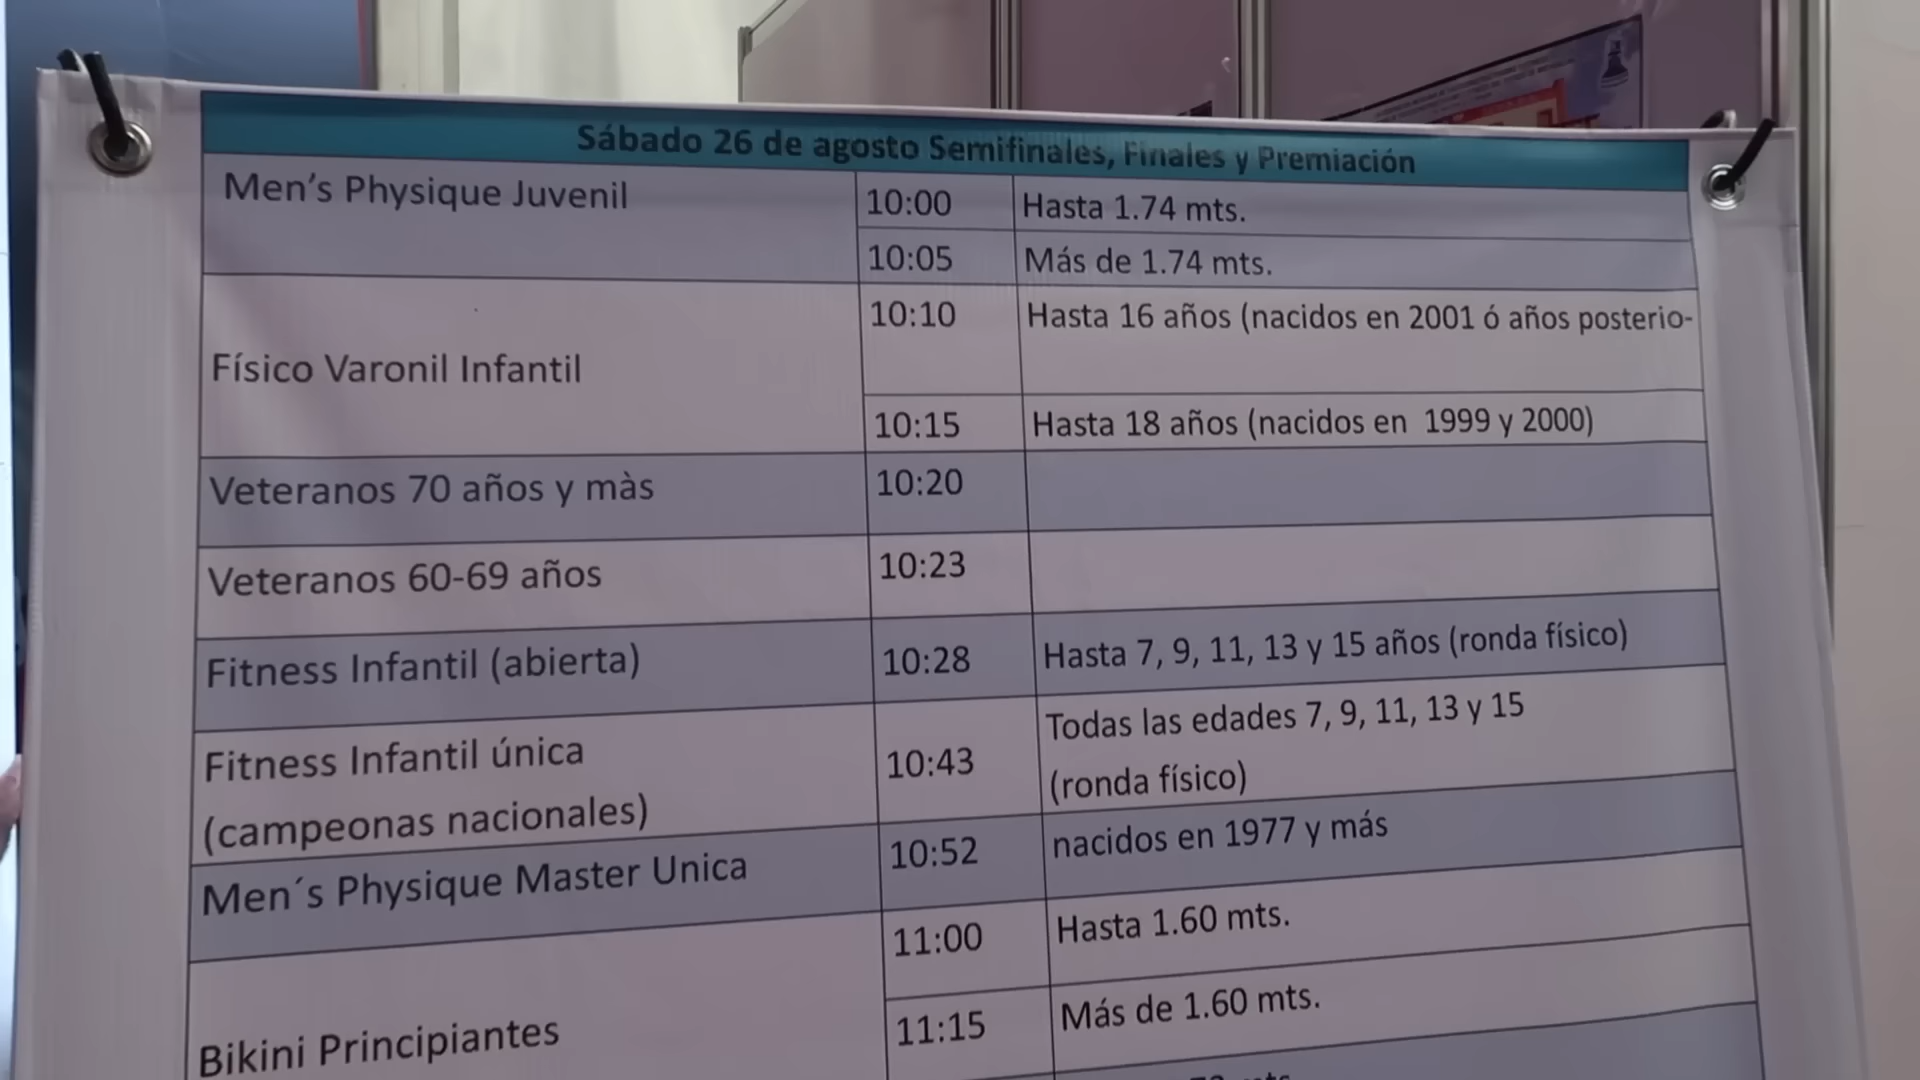 Sábado 26 de agosto Semifinales, Finales y Premiación
Men's Physique Juvenil
10:00 Hasta 1.74 mts.
10:05 Más de 1.74 mts.
Físico Varonil Infantil
10:10 Hasta 16 años (nacidos en 2001 ó años posterio-
10:15 Hasta 18 años (nacidos en 1999 y 2000)
Veteranos 70 años y màs 10:20
Veteranos 60-69 años 10:23
Fitness Infantil (abierta) 10:28 Hasta 7, 9, 11, 13 y 15 años (ronda físico)
Fitness Infantil única
(campeonas nacionales)
10:43
Todas las edades 7, 9, 11, 13 y 15
(ronda físico)
Men´s Physique Master Unica 10:52 nacidos en 1977 y más
Bikini Principiantes
11:00 Hasta 1.60 mts.
11:15 Más de 1.60 mts.